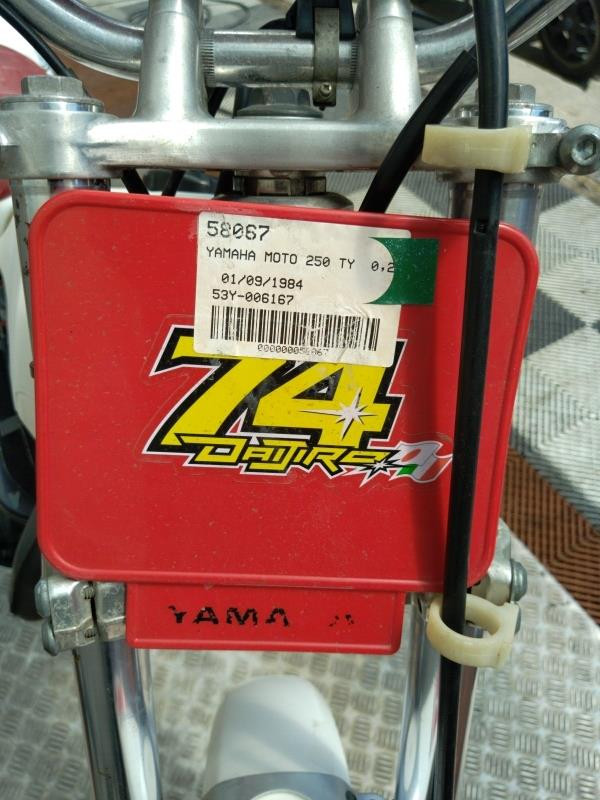 58067
YAMAHA MOTO 250 TY 0,2
01/09/1984
53Y-006167
74
DAIJIRO
YAMA